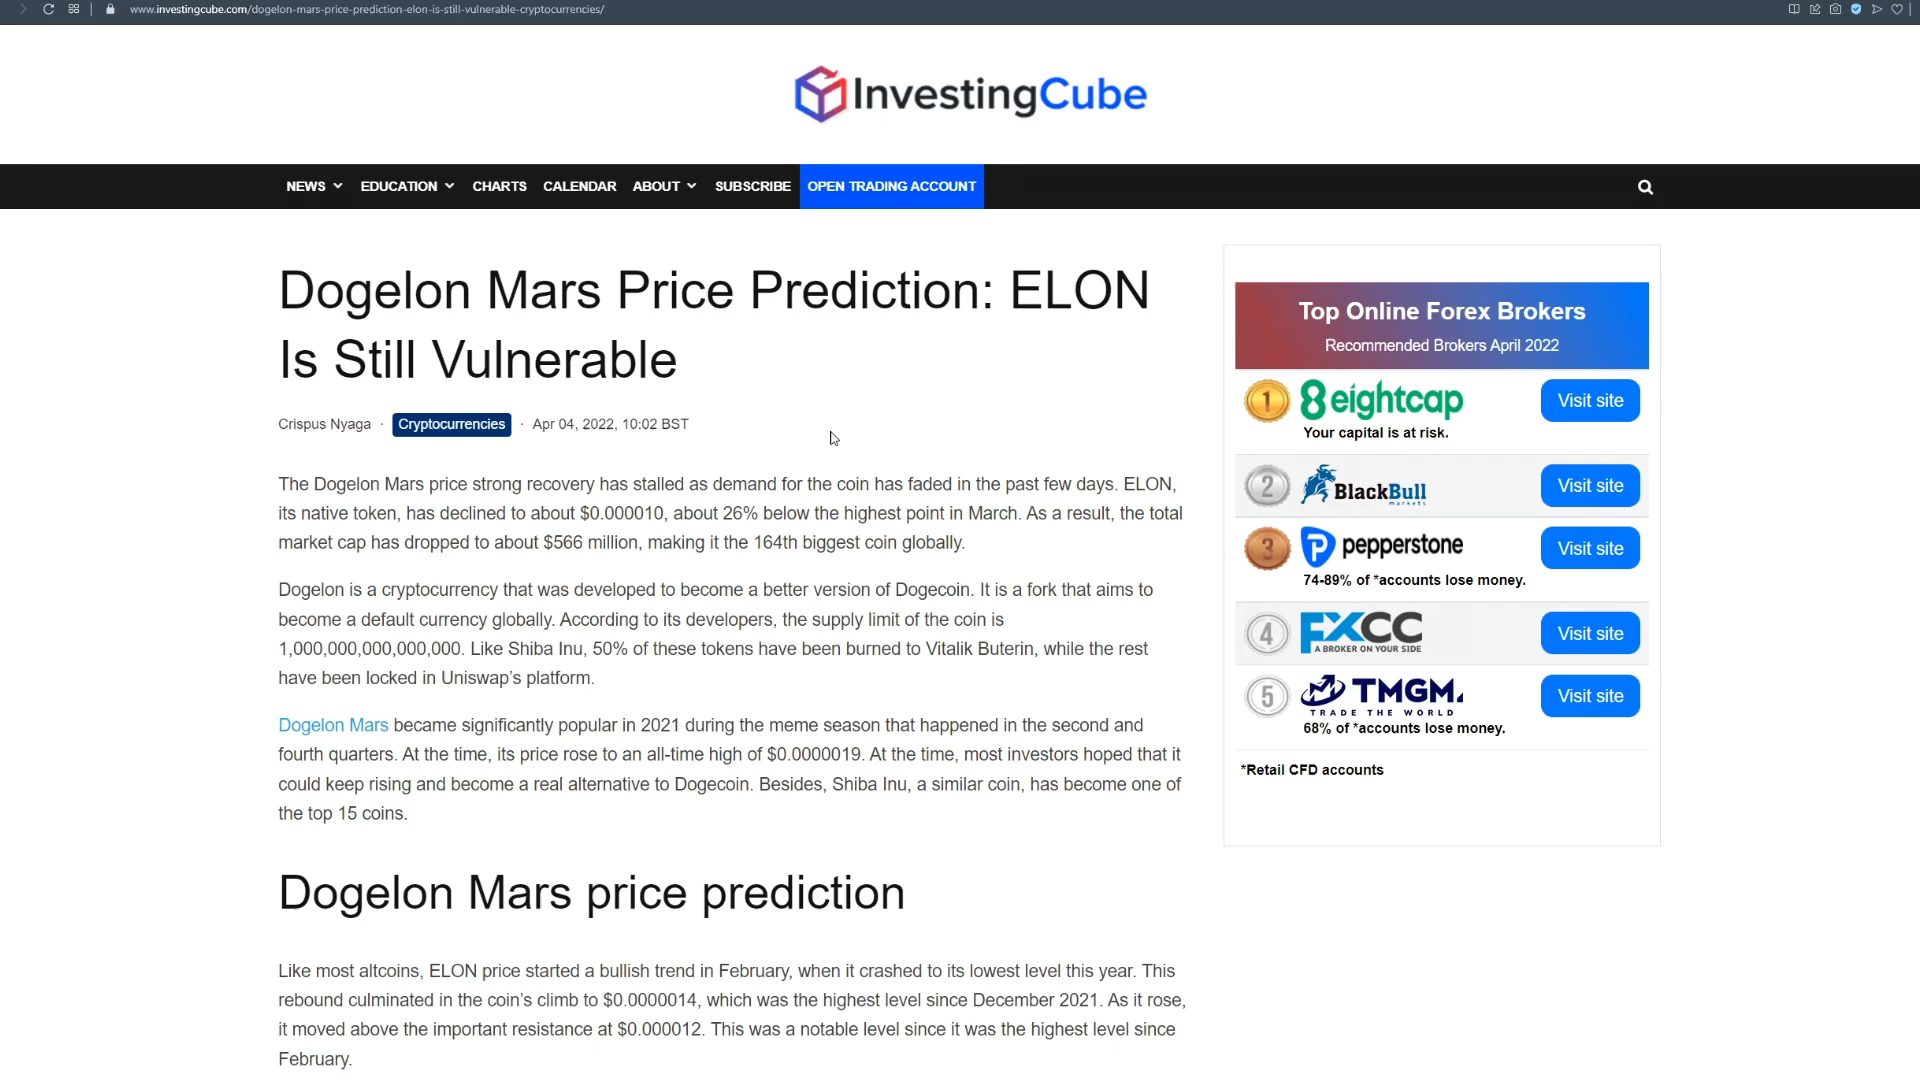 www.investingcube.com/dogelon-mars-price-prediction-elon-is-still-vulnerable-cryptocurrencies/
InvestingCube
NEWS EDUCATION CHARTS CALENDAR ABOUT SUBSCRIBE OPEN TRADING ACCOUNT
Dogelon Mars Price Prediction: ELON
Is Still Vulnerable
Crispus Nyaga · Cryptocurrencies · Apr 04, 2022, 10:02 BST
The Dogelon Mars price strong recovery has stalled as demand for the coin has faded in the past few days. ELON,
its native token, has declined to about $0.000010, about 26% below the highest point in March. As a result, the total
market cap has dropped to about $566 million, making it the 164th biggest coin globally.
Dogelon is a cryptocurrency that was developed to become a better version of Dogecoin. It is a fork that aims to
become a default currency globally. According to its developers, the supply limit of the coin is
1,000,000,000,000,000. Like Shiba Inu, 50% of these tokens have been burned to Vitalik Buterin, while the rest
have been locked in Uniswap's platform.
Dogelon Mars became significantly popular in 2021 during the meme season that happened in the second and
fourth quarters. At the time, its price rose to an all-time high of $0.0000019. At the time, most investors hoped that it
could keep rising and become a real alternative to Dogecoin. Besides, Shiba Inu, a similar coin, has become one of
the top 15 coins.
Dogelon Mars price prediction
Like most altcoins, ELON price started a bullish trend in February, when it crashed to its lowest level this year. This
rebound culminated in the coin's climb to $0.0000014, which was the highest level since December 2021. As it rose,
it moved above the important resistance at $0.000012. This was a notable level since it was the highest level since
February.
Top Online Forex Brokers
Recommended Brokers April 2022
1 8 eightcap Visit site
Your capital is at risk.
2 BlackBull Visit site
markets
3 P pepperstone Visit site
74-89% of *accounts lose money.
4 FXCC Visit site
A BROKER ON YOUR SIDE
5 TMGM. Visit site
TRADE THE WORLD
68% of *accounts lose money.
*Retail CFD accounts